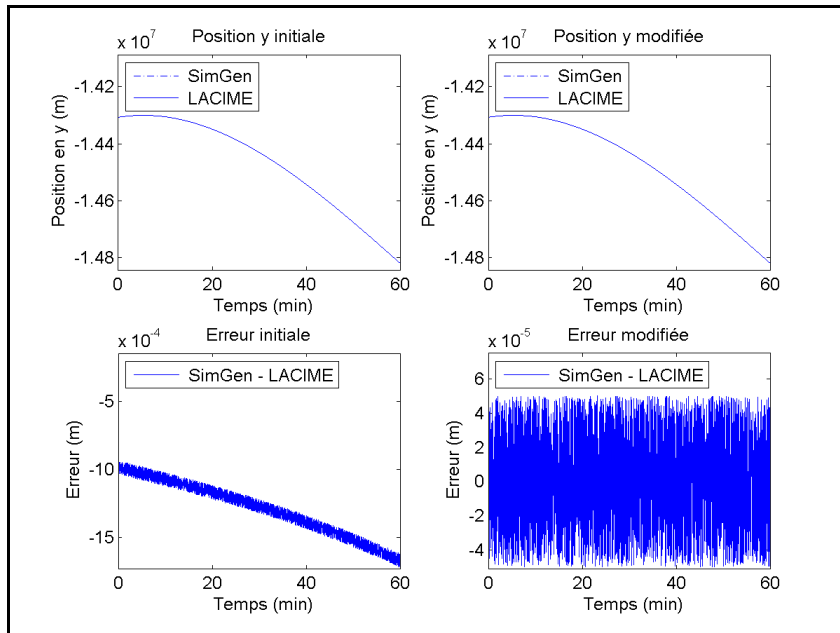 x 10^7
Position y initiale
SimGen
LACIME
Position en y (m)
-1.42
-1.44
-1.46
-1.48
0
20
40
60
Temps (min)
x 10^7
Position y modifiée
SimGen
LACIME
Position en y (m)
-1.42
-1.44
-1.46
-1.48
0
20
40
60
Temps (min)
x 10^-4
Erreur initiale
SimGen - LACIME
Erreur (m)
-5
-10
-15
0
20
40
60
Temps (min)
x 10^-5
Erreur modifiée
SimGen - LACIME
Erreur (m)
6
4
2
0
-2
-4
0
20
40
60
Temps (min)